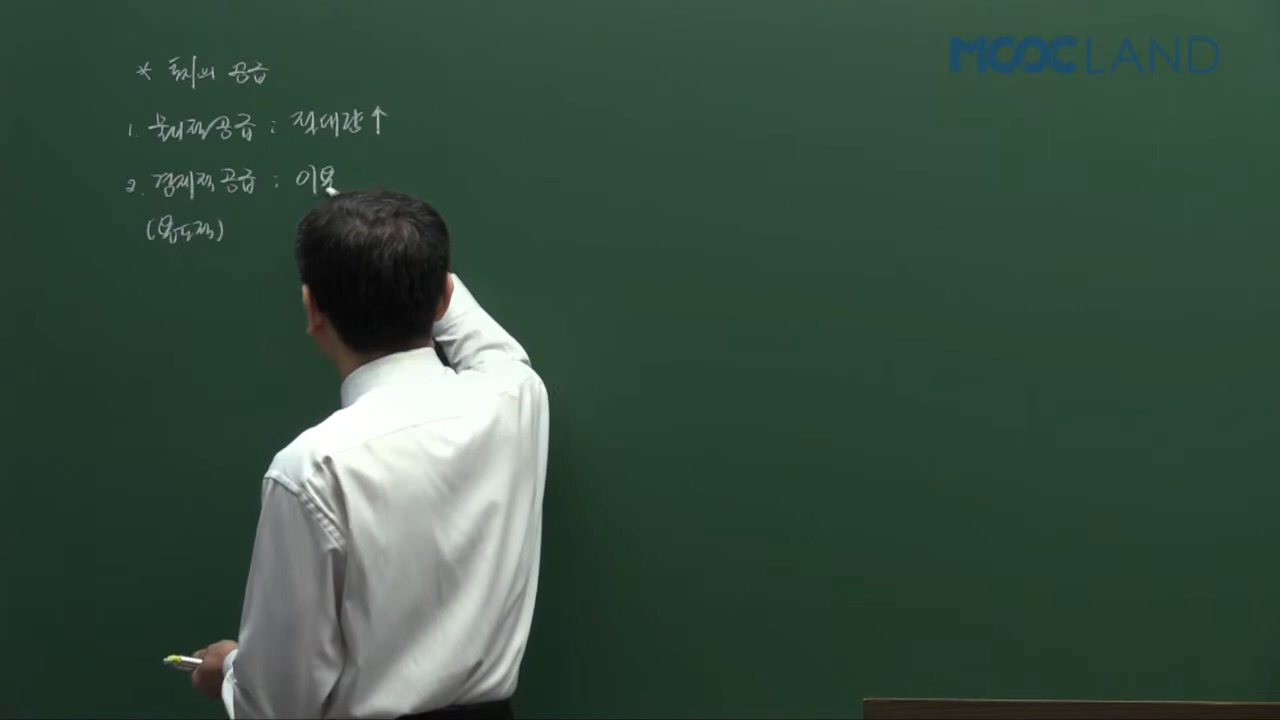 MOOCLAND
* 토지의 공급
1. 물리적 공급 : 절대량 ↑
2. 경제적 공급 : 이용
(용도적)